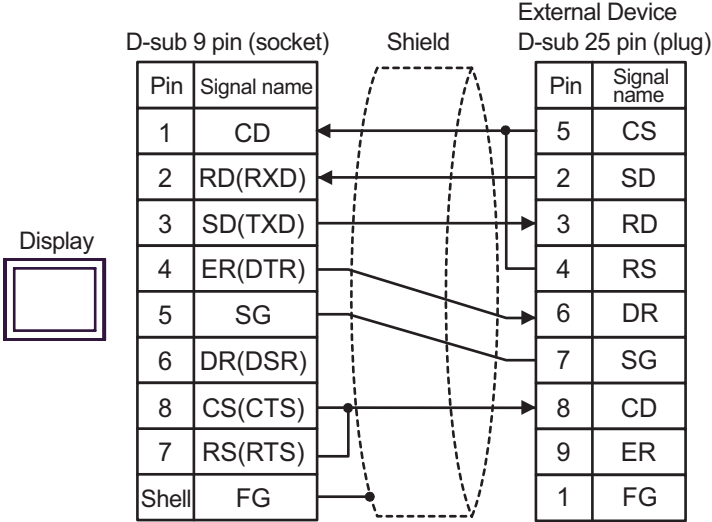 External Device
D-sub 9 pin (socket) Shield D-sub 25 pin (plug)
Pin Signal name Pin Signal name
1 CD 5 CS
2 RD(RXD) 2 SD
3 SD(TXD) 3 RD
Display
4 ER(DTR) 4 RS
5 SG 6 DR
6 DR(DSR) 7 SG
8 CS(CTS) 8 CD
7 RS(RTS) 9 ER
Shell FG 1 FG